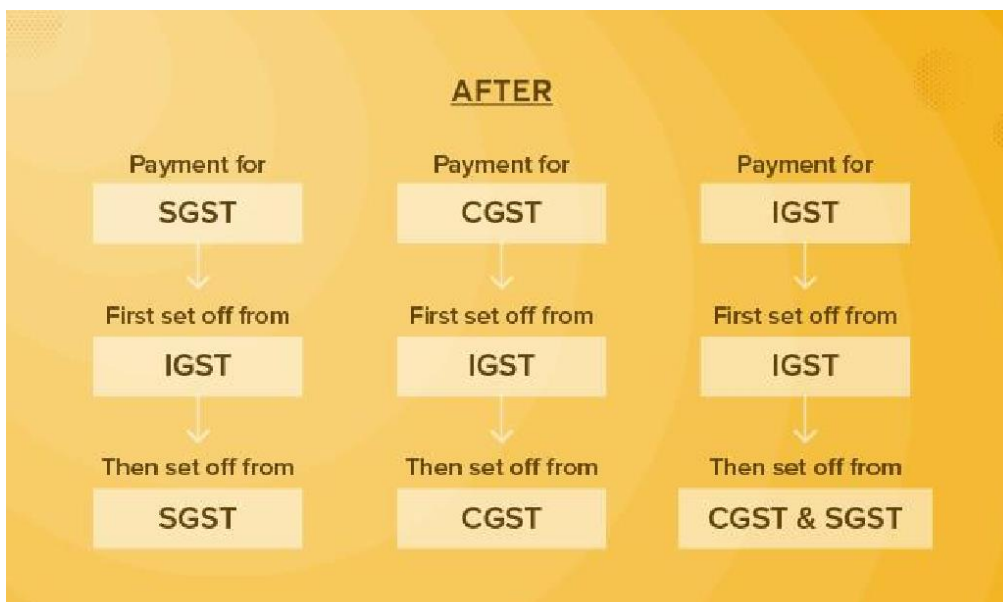 AFTER
Payment for
SGST
First set off from
IGST
Then set off from
SGST
Payment for
CGST
First set off from
IGST
Then set off from
CGST
Payment for
IGST
First set off from
IGST
Then set off from
CGST & SGST